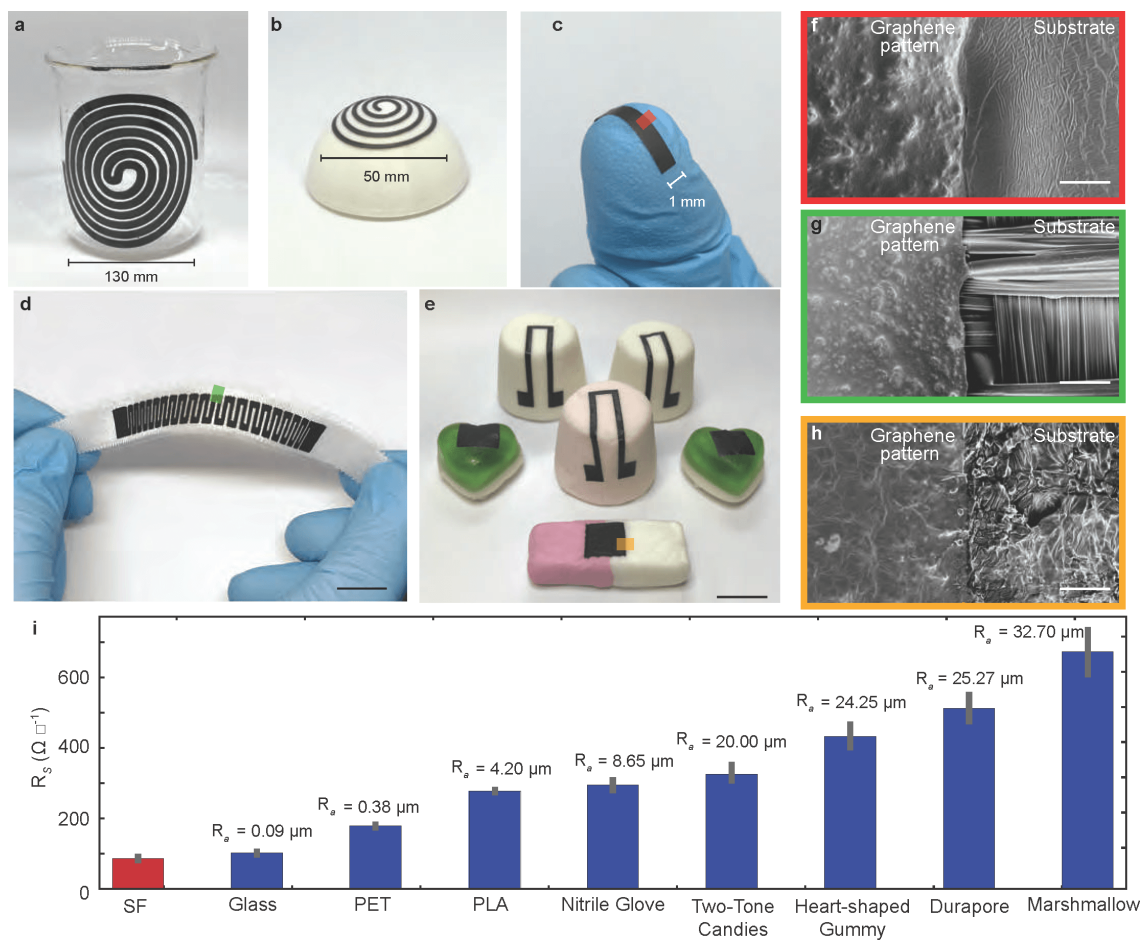 a
130 mm
b
50 mm
c
1 mm
d
e
f
Graphene
pattern
Substrate
g
Graphene
pattern
Substrate
h
Graphene
pattern
Substrate
i
R_S (Ω □⁻¹)
600
400
200
0
R_a = 0.09 µm
R_a = 0.38 µm
R_a = 4.20 µm
R_a = 8.65 µm
R_a = 20.00 µm
R_a = 24.25 µm
R_a = 25.27 µm
R_a = 32.70 µm
SF
Glass
PET
PLA
Nitrile Glove
Two-Tone
Candies
Heart-shaped
Gummy
Durapore
Marshmallow